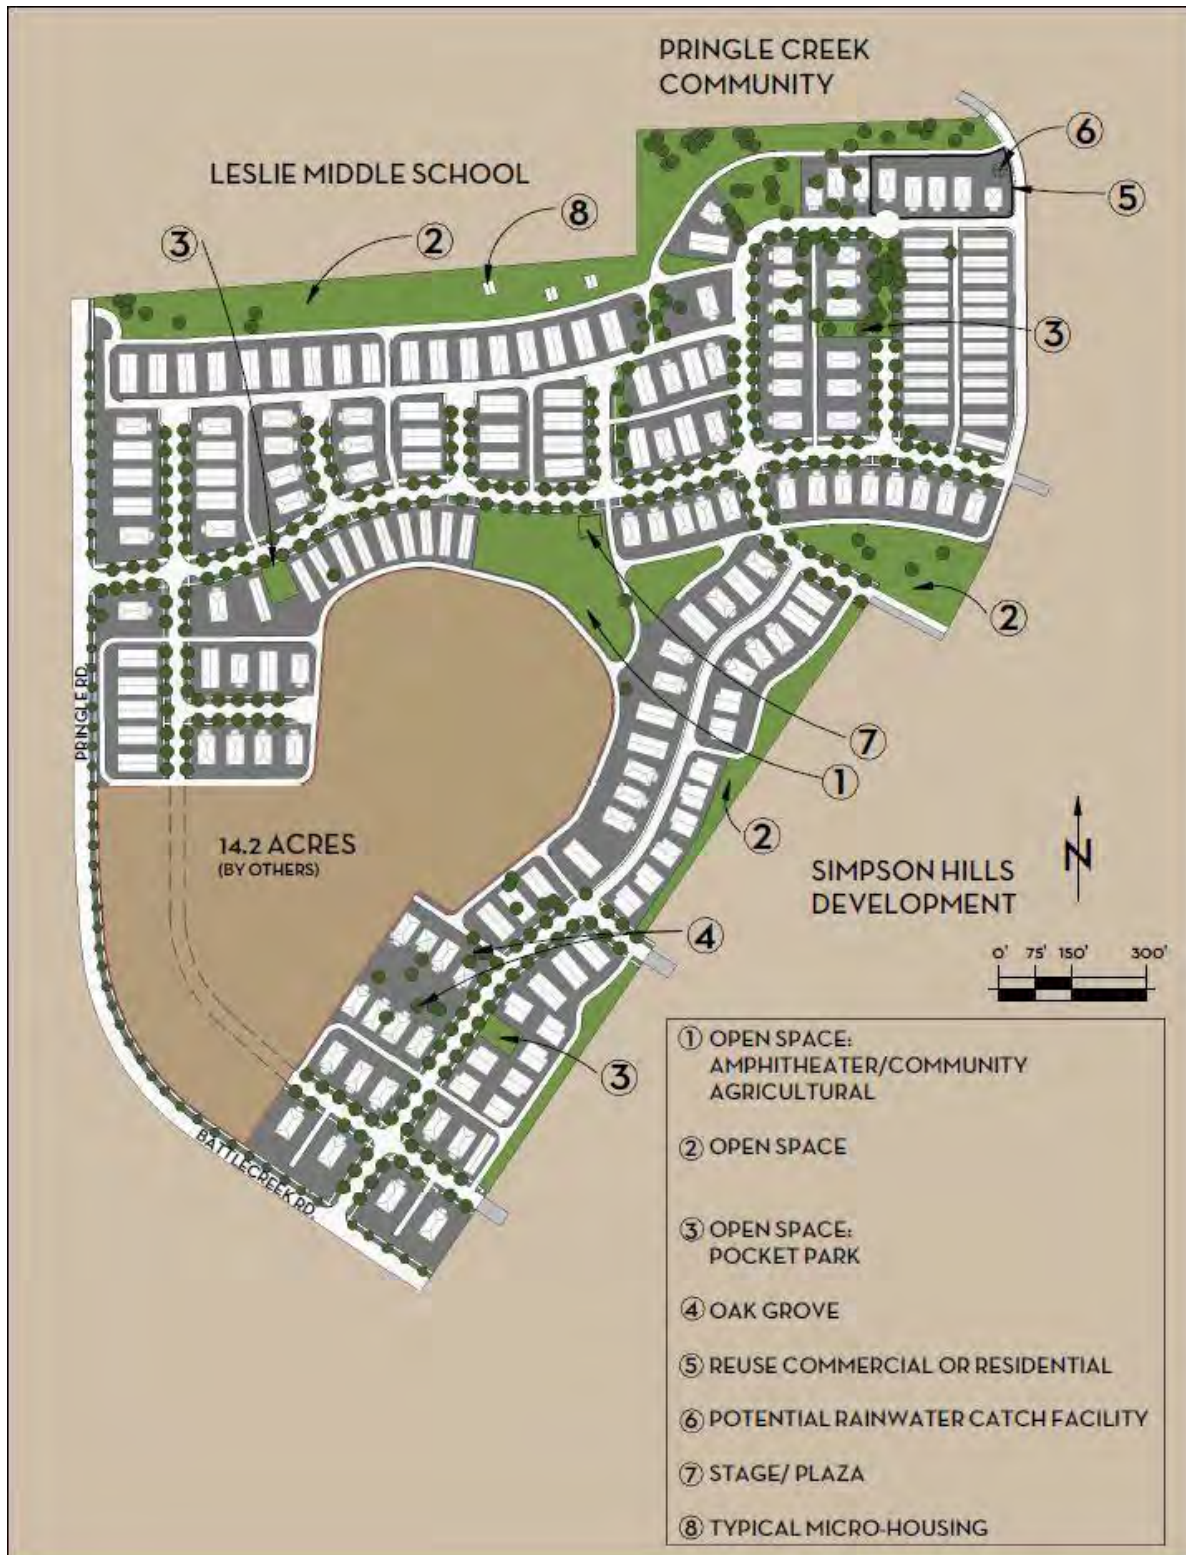 PRINGLE CREEK
COMMUNITY
⑥
LESLIE MIDDLE SCHOOL
⑤
⑧
③
②
③
②
PRINGLE RD.
⑦
①
②
14.2 ACRES
(BY OTHERS)
N
SIMPSON HILLS
DEVELOPMENT
④
0' 75' 150' 300'
③
BATTLECREEK RD.
① OPEN SPACE:
AMPHITHEATER/COMMUNITY
AGRICULTURAL
② OPEN SPACE
③ OPEN SPACE:
POCKET PARK
④ OAK GROVE
⑤ REUSE COMMERCIAL OR RESIDENTIAL
⑥ POTENTIAL RAINWATER CATCH FACILITY
⑦ STAGE/ PLAZA
⑧ TYPICAL MICRO-HOUSING